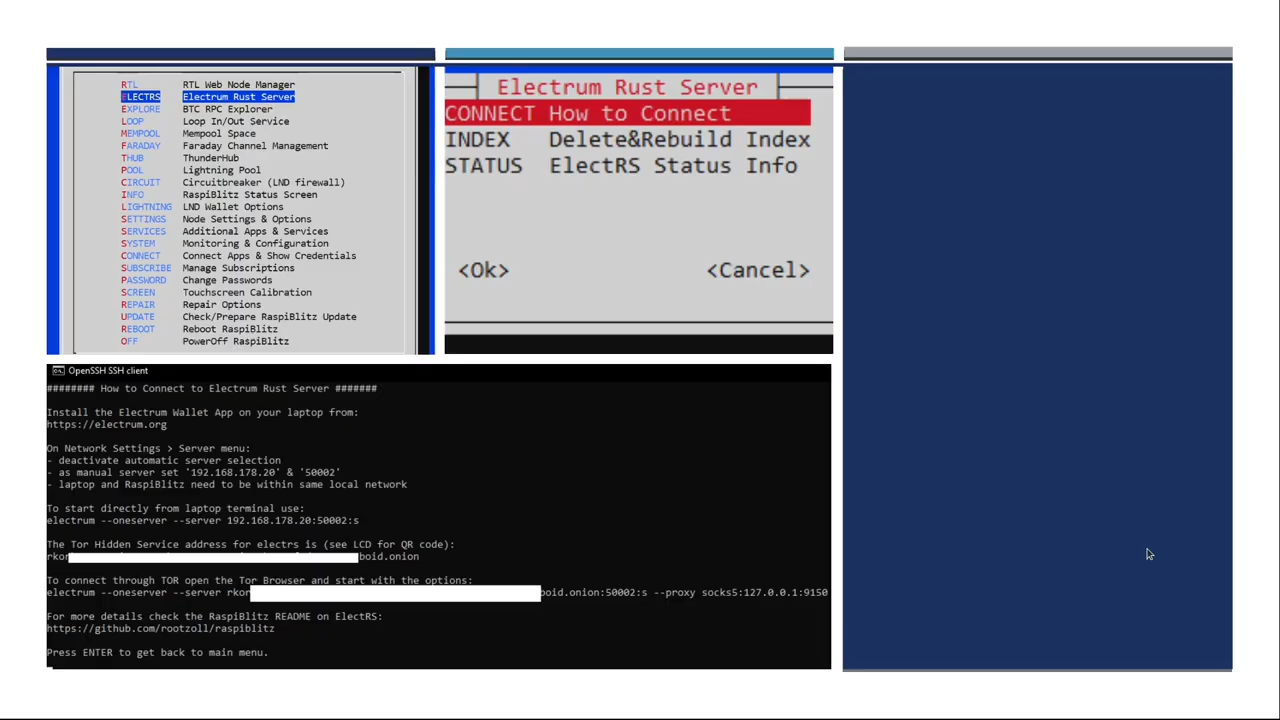 RTL RTL Web Node Manager
ELECTRS Electrum Rust Server
EXPLORE BTC RPC Explorer
LOOP Loop In/Out Service
MEMPOOL Mempool Space
FARADAY Faraday Channel Management
THUB ThunderHub
POOL Lightning Pool
CIRCUIT Circuitbreaker (LND firewall)
INFO RaspiBlitz Status Screen
LIGHTNING LND Wallet Options
SETTINGS Node Settings & Options
SERVICES Additional Apps & Services
SYSTEM Monitoring & Configuration
CONNECT Connect Apps & Show Credentials
SUBSCRIBE Manage Subscriptions
PASSWORD Change Passwords
SCREEN Touchscreen Calibration
REPAIR Repair Options
UPDATE Check/Prepare RaspiBlitz Update
REBOOT Reboot RaspiBlitz
OFF PowerOff RaspiBlitz
Electrum Rust Server
CONNECT How to Connect
INDEX Delete&Rebuild Index
STATUS ElectRS Status Info
<Ok> <Cancel>
OpenSSH SSH client
######## How to Connect to Electrum Rust Server #######
Install the Electrum Wallet App on your laptop from:
https://electrum.org
On Network Settings > Server menu:
- deactivate automatic server selection
- as manual server set '192.168.178.20' & '50002'
- laptop and RaspiBlitz need to be within same local network
To start directly from laptop terminal use:
electrum --oneserver --server 192.168.178.20:50002:s
The Tor Hidden Service address for electrs is (see LCD for QR code):
rkor boid.onion
To connect through TOR open the Tor Browser and start with the options:
electrum --oneserver --server rkor boid.onion:50002:s --proxy socks5:127.0.0.1:9150
For more details check the RaspiBlitz README on ElectRS:
https://github.com/rootzoll/raspiblitz
Press ENTER to get back to main menu.